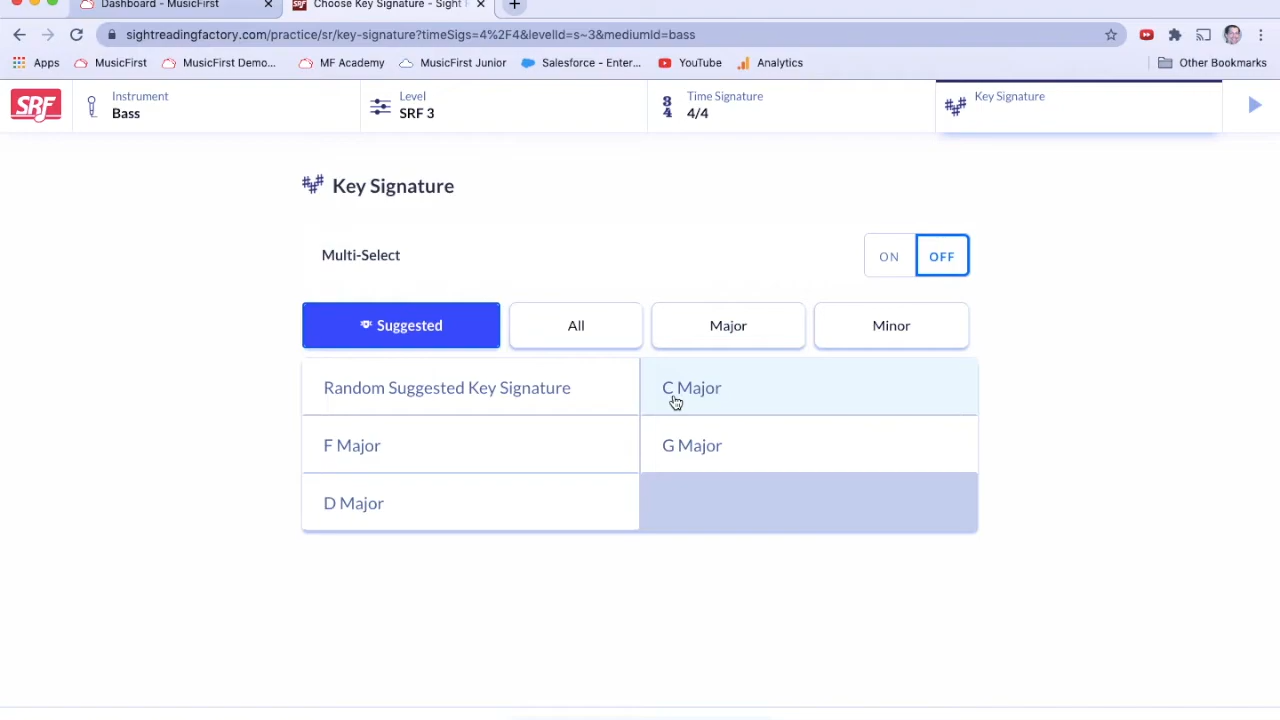 Dashboard - MusicFirst × Choose Key Signature - Sight × +
sightreadingfactory.com/practice/sr/key-signature?timeSigs=4%2F4&levelId=s~3&mediumId=bass
Apps MusicFirst MusicFirst Demo... MF Academy MusicFirst Junior Salesforce - Enter... YouTube Analytics Other Bookmarks
SRF
Instrument
Bass
Level
SRF 3
3
4
Time Signature
4/4
Key Signature
Key Signature
Multi-Select
ON OFF
Suggested All Major Minor
Random Suggested Key Signature C Major
F Major G Major
D Major